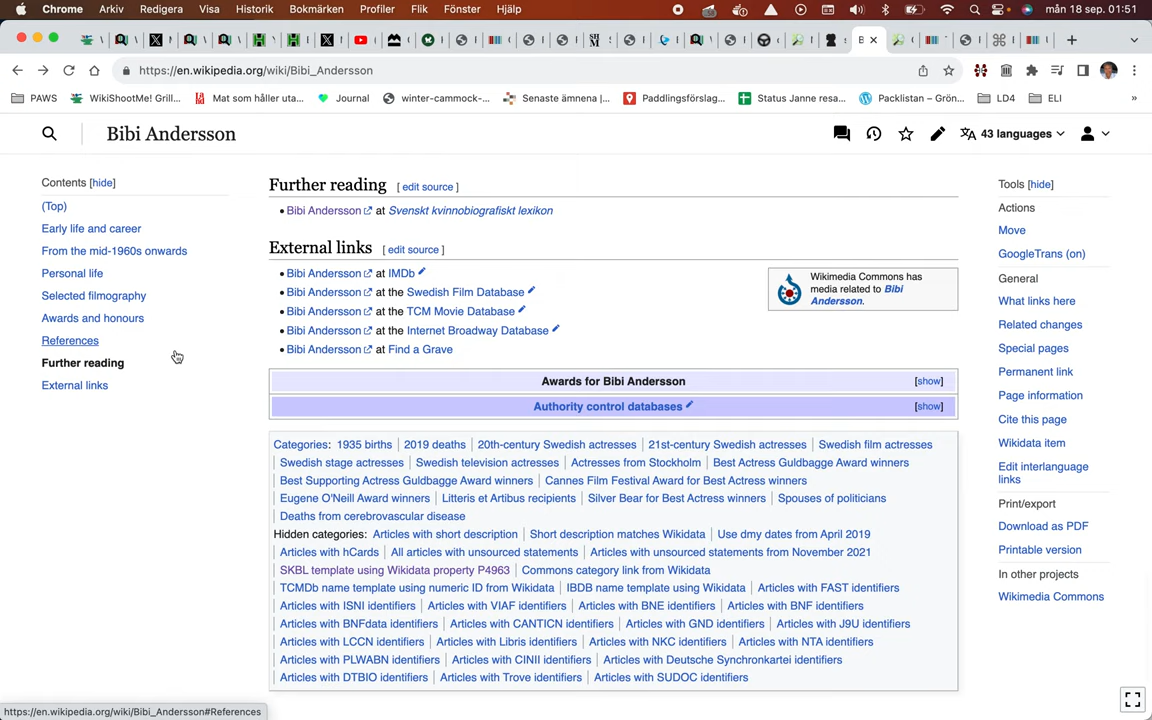 Chrome Arkiv Redigera Visa Historik Bokmärken Profiler Flik Fönster Hjälp mån 18 sep. 01:51
https://en.wikipedia.org/wiki/Bibi_Andersson
PAWS WikiShootMe! Grill... Mat som håller uta... Journal winter-cammock-... Senaste ämnena |... Paddlingsförslag... Status Janne resa... Packlistan – Grön... LD4 ELI »
Bibi Andersson 43 languages
Contents [hide]
(Top)
Early life and career
From the mid-1960s onwards
Personal life
Selected filmography
Awards and honours
References
Further reading
External links
Further reading [ edit source ]
Bibi Andersson at Svenskt kvinnobiografiskt lexikon
External links [ edit source ]
Bibi Andersson at IMDb
Bibi Andersson at the Swedish Film Database
Bibi Andersson at the TCM Movie Database
Bibi Andersson at the Internet Broadway Database
Bibi Andersson at Find a Grave
Wikimedia Commons has
media related to Bibi
Andersson.
Awards for Bibi Andersson [show]
Authority control databases [show]
Categories: 1935 births | 2019 deaths | 20th-century Swedish actresses | 21st-century Swedish actresses | Swedish film actresses
| Swedish stage actresses | Swedish television actresses | Actresses from Stockholm | Best Actress Guldbagge Award winners
| Best Supporting Actress Guldbagge Award winners | Cannes Film Festival Award for Best Actress winners
| Eugene O'Neill Award winners | Litteris et Artibus recipients | Silver Bear for Best Actress winners | Spouses of politicians
| Deaths from cerebrovascular disease
Hidden categories: Articles with short description | Short description matches Wikidata | Use dmy dates from April 2019
| Articles with hCards | All articles with unsourced statements | Articles with unsourced statements from November 2021
| SKBL template using Wikidata property P4963 | Commons category link from Wikidata
| TCMDb name template using numeric ID from Wikidata | IBDB name template using Wikidata | Articles with FAST identifiers
| Articles with ISNI identifiers | Articles with VIAF identifiers | Articles with BNE identifiers | Articles with BNF identifiers
| Articles with BNFdata identifiers | Articles with CANTICN identifiers | Articles with GND identifiers | Articles with J9U identifiers
| Articles with LCCN identifiers | Articles with Libris identifiers | Articles with NKC identifiers | Articles with NTA identifiers
| Articles with PLWABN identifiers | Articles with CINII identifiers | Articles with Deutsche Synchronkartei identifiers
| Articles with DTBIO identifiers | Articles with Trove identifiers | Articles with SUDOC identifiers
Tools [hide]
Actions
Move
GoogleTrans (on)
General
What links here
Related changes
Special pages
Permanent link
Page information
Cite this page
Wikidata item
Edit interlanguage
links
Print/export
Download as PDF
Printable version
In other projects
Wikimedia Commons
https://en.wikipedia.org/wiki/Bibi_Andersson#References